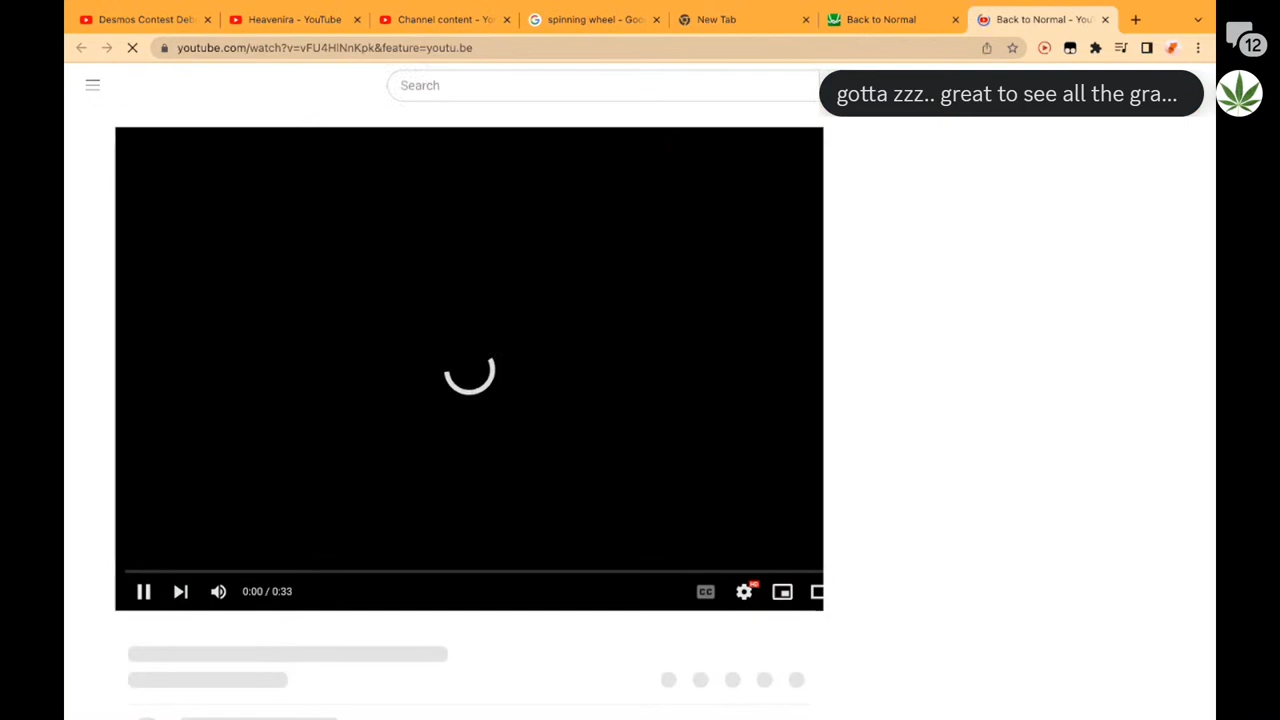 Desmos Contest Deb
Heavenira - YouTube
Channel content - Yo
spinning wheel - Goo
New Tab
Back to Normal
Back to Normal - You
12
youtube.com/watch?v=vFU4HlNnKpk&feature=youtu.be
Search
gotta zzz.. great to see all the gra...
0:00 / 0:33
CC
HD